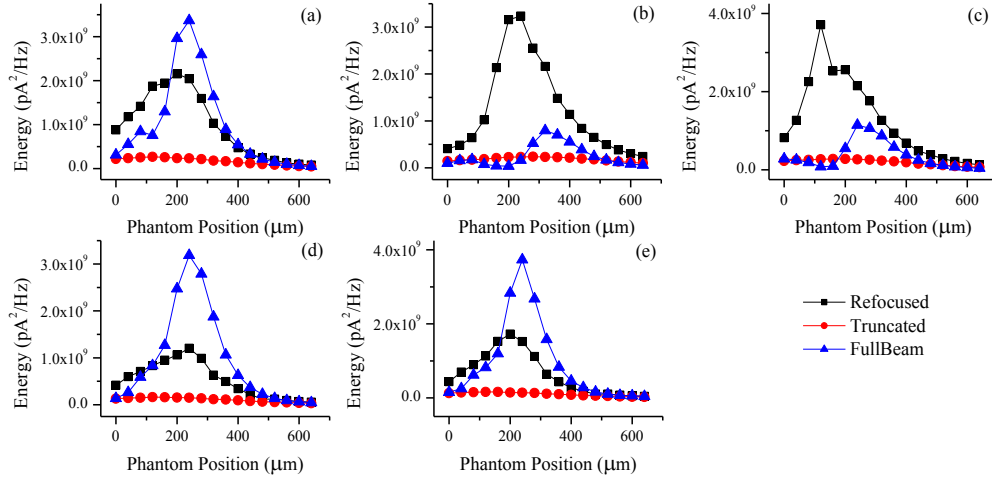 (a)
Energy (pA²/Hz)
3.0x10⁹
2.0x10⁹
1.0x10⁹
0.0
0 200 400 600
Phantom Position (μm)
(b)
Energy (pA²/Hz)
3.0x10⁹
2.0x10⁹
1.0x10⁹
0.0
0 200 400 600
Phantom Position (μm)
(c)
Energy (pA²/Hz)
4.0x10⁹
2.0x10⁹
0.0
0 200 400 600
Phantom Position (μm)
(d)
Energy (pA²/Hz)
3.0x10⁹
2.0x10⁹
1.0x10⁹
0.0
0 200 400 600
Phantom Position (μm)
(e)
Energy (pA²/Hz)
4.0x10⁹
2.0x10⁹
0.0
0 200 400 600
Phantom Position (μm)
Refocused
Truncated
FullBeam